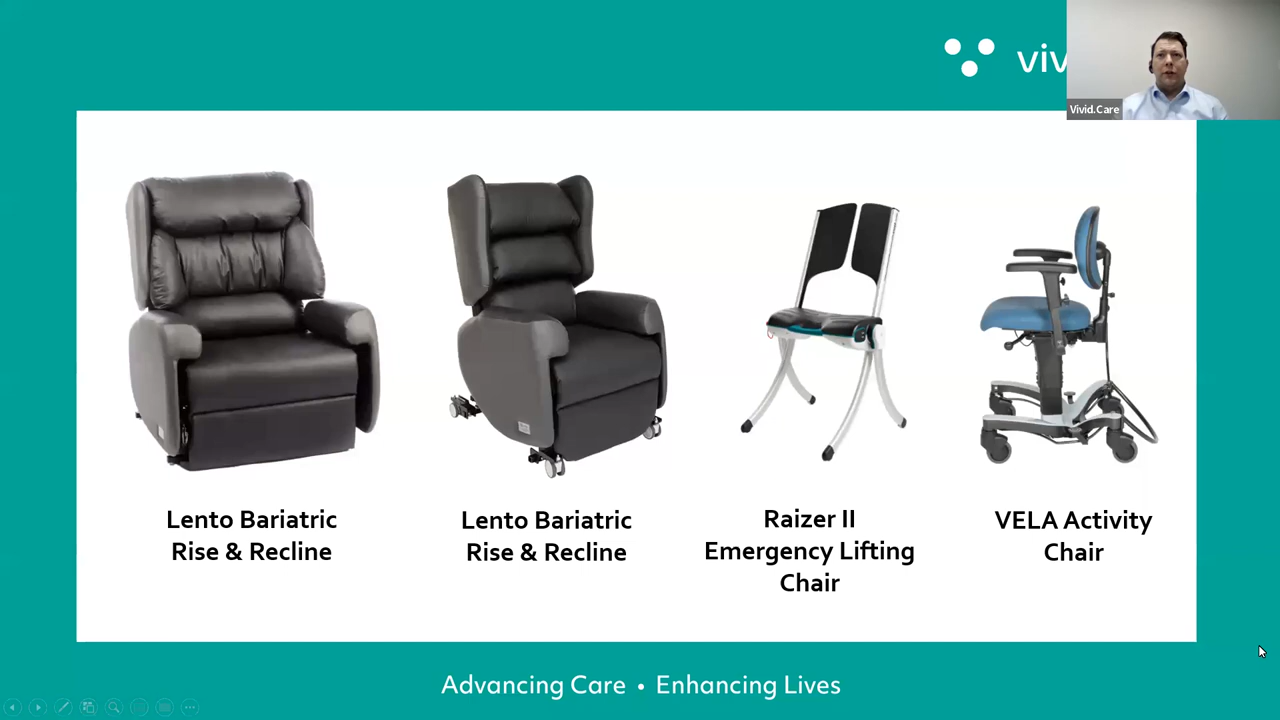 viv
Vivid.Care
Lento Bariatric
Rise & Recline
Lento Bariatric
Rise & Recline
Raizer II
Emergency Lifting
Chair
VELA Activity
Chair
Advancing Care • Enhancing Lives